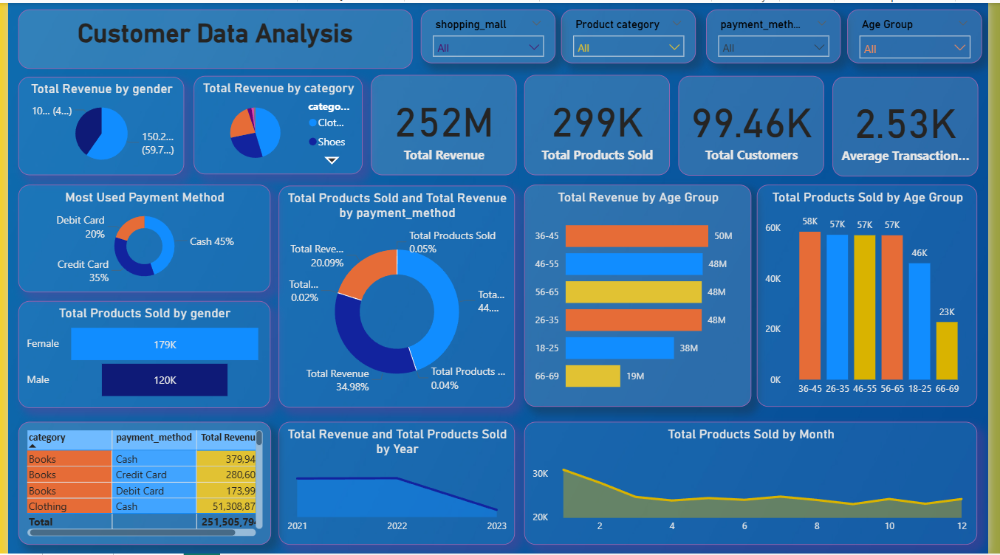 Customer Data Analysis
shopping_mall
All
Product category
All
payment_meth...
All
Age Group
All
Total Revenue by gender
10... (4...)
150.2...
(59.7...)
Total Revenue by category
catego...
Clot...
Shoes
252M
Total Revenue
299K
Total Products Sold
99.46K
Total Customers
2.53K
Average Transaction...
Most Used Payment Method
Debit Card
20%
Cash 45%
Credit Card
35%
Total Products Sold by gender
Female
179K
Male
120K
Total Products Sold and Total Revenue
by payment_method
Total Products Sold
0.05%
Total Reve...
20.09%
Total...
0.02%
Tota...
44....
Total Revenue
34.98%
Total Products ...
0.04%
Total Revenue by Age Group
36-45 50M
46-55 48M
56-65 48M
26-35 48M
18-25 38M
66-69 19M
Total Products Sold by Age Group
60K
40K
20K
0K
58K 57K 57K 57K 46K 23K
36-45 26-35 46-55 56-65 18-25 66-69
category payment_method Total Revenu
Books Cash 379,94
Books Credit Card 280,60
Books Debit Card 173,99
Clothing Cash 51,308,87
Total 251,505,794
Total Revenue and Total Products Sold
by Year
2021 2022 2023
Total Products Sold by Month
30K
20K
2 4 6 8 10 12